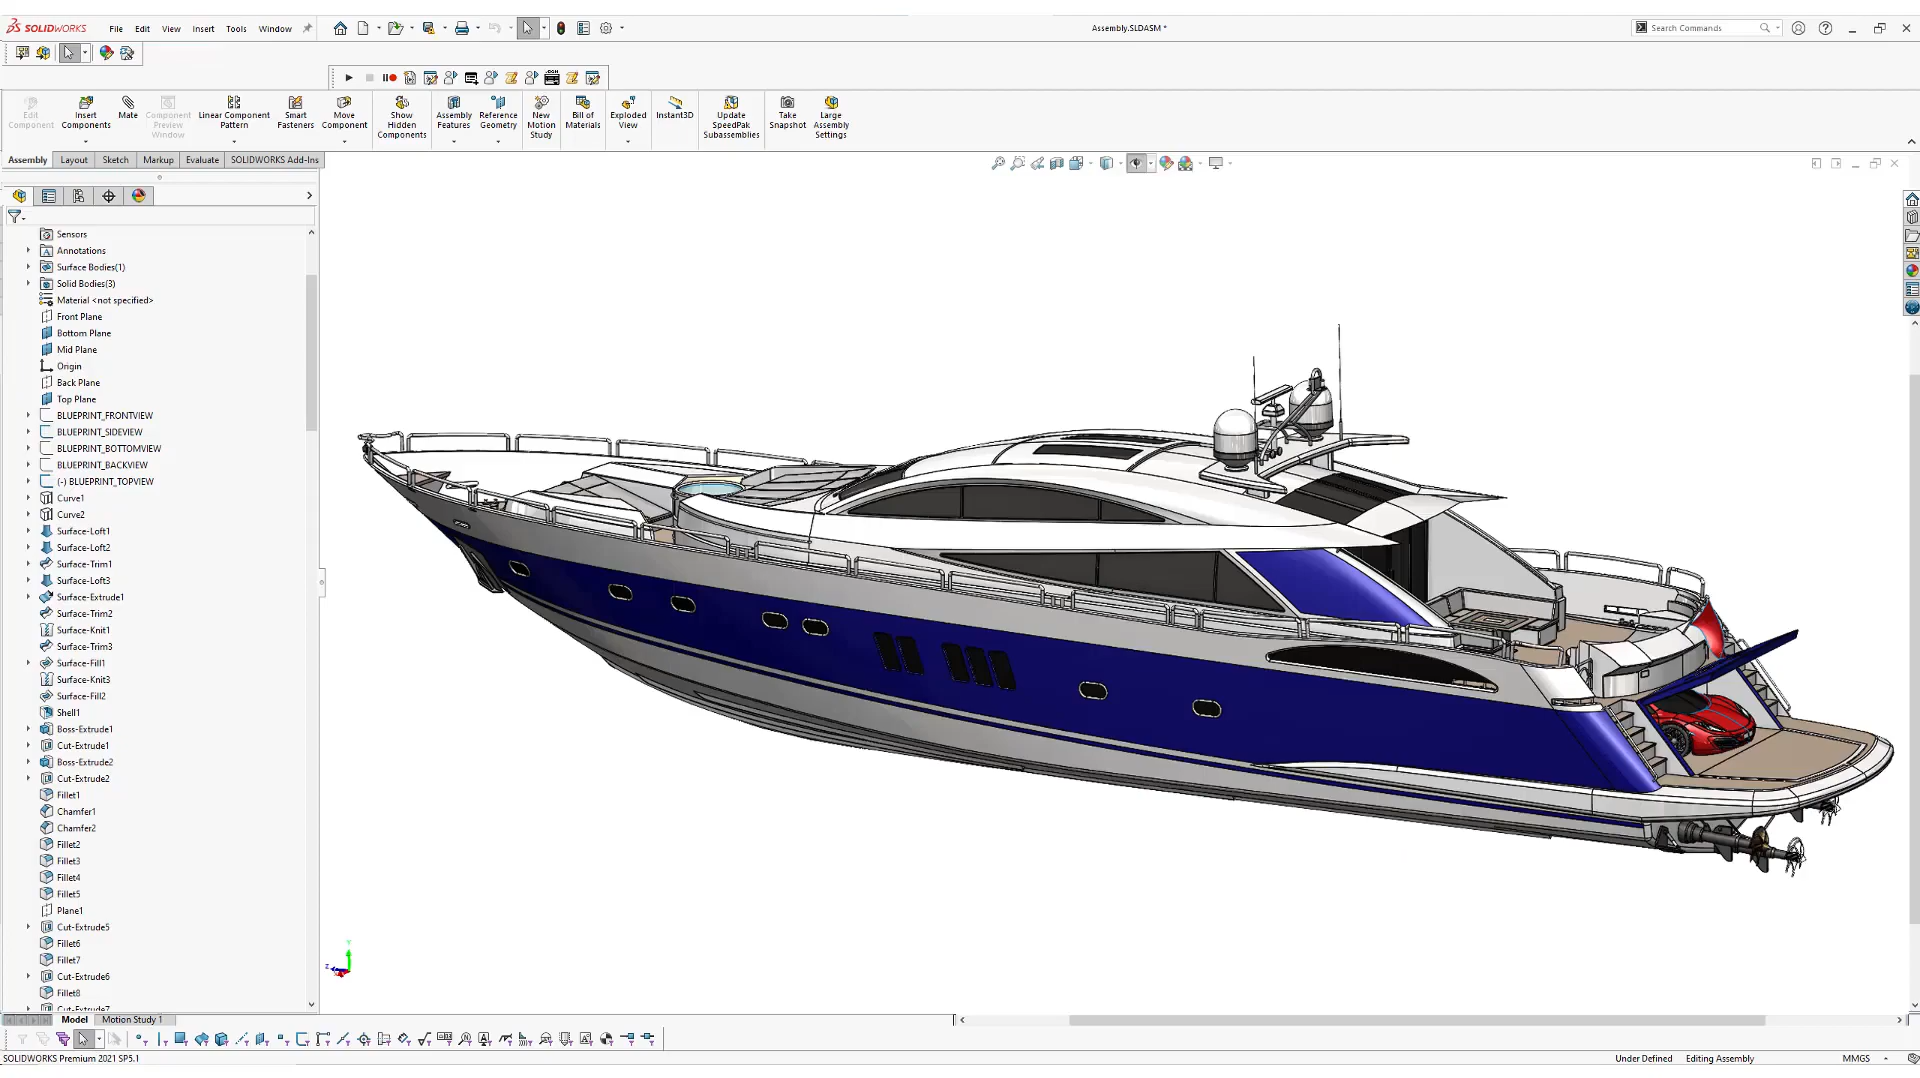 SOLIDWORKS File Edit View Insert Tools Window
Assembly.SLDASM *
Search Commands
Edit Component
Insert Components
Mate
Component Preview Window
Linear Component Pattern
Smart Fasteners
Move Component
Show Hidden Components
Assembly Features
Reference Geometry
New Motion Study
Bill of Materials
Exploded View
Instant3D
Update SpeedPak Subassemblies
Take Snapshot
Large Assembly Settings
Assembly Layout Sketch Markup Evaluate SOLIDWORKS Add-Ins
Sensors
Annotations
Surface Bodies(1)
Solid Bodies(3)
Material <not specified>
Front Plane
Bottom Plane
Mid Plane
Origin
Back Plane
Top Plane
BLUEPRINT_FRONTVIEW
BLUEPRINT_SIDEVIEW
BLUEPRINT_BOTTOMVIEW
BLUEPRINT_BACKVIEW
(-) BLUEPRINT_TOPVIEW
Curve1
Curve2
Surface-Loft1
Surface-Loft2
Surface-Trim1
Surface-Loft3
Surface-Extrude1
Surface-Trim2
Surface-Knit1
Surface-Trim3
Surface-Fill1
Surface-Knit3
Surface-Fill2
Shell1
Boss-Extrude1
Cut-Extrude1
Boss-Extrude2
Cut-Extrude2
Fillet1
Chamfer1
Chamfer2
Fillet2
Fillet3
Fillet4
Fillet5
Plane1
Cut-Extrude5
Fillet6
Fillet7
Cut-Extrude6
Fillet8
Cut-Extrude7
Y
Z
Model Motion Study 1
SOLIDWORKS Premium 2021 SP5.1
Under Defined Editing Assembly MMGS